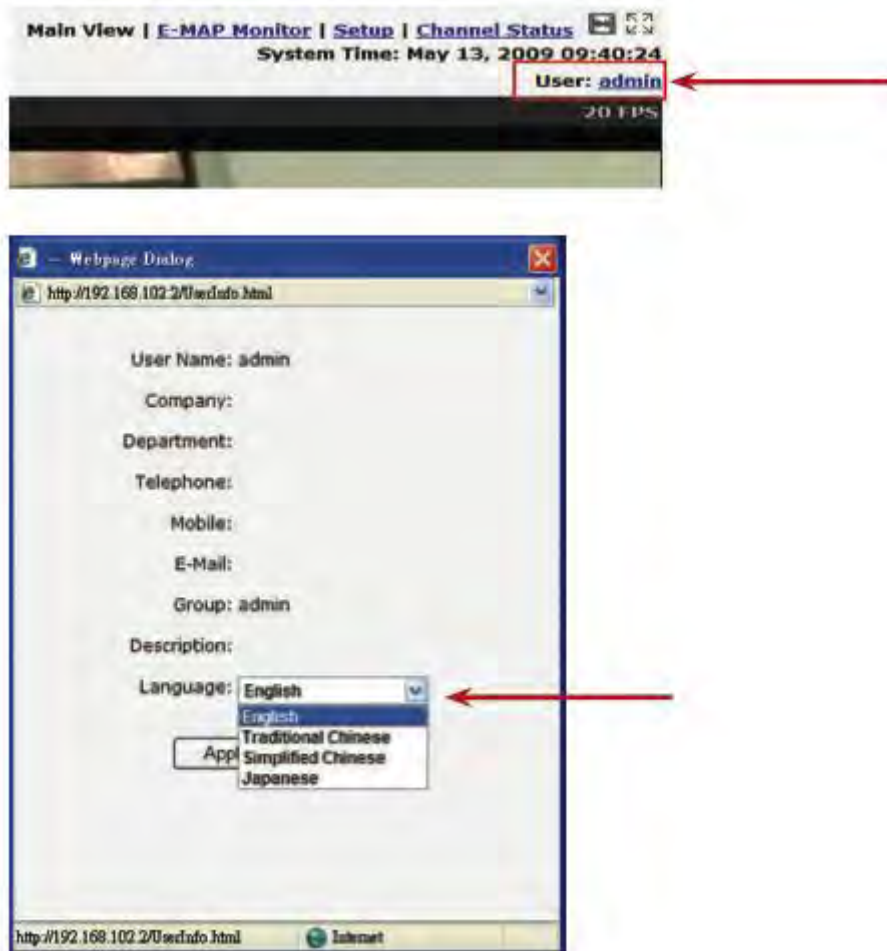 Main View | E-MAP Monitor | Setup | Channel Status
System Time: May 13, 2009 09:40:24
User: admin
20 FPS
-- Webpage Dialog
http://192.168.102.2/UserInfo.html
User Name: admin
Company:
Department:
Telephone:
Mobile:
E-Mail:
Group: admin
Description:
Language: English
English
Traditional Chinese
Appl
Simplified Chinese
Japanese
http://192.168.102.2/UserInfo.html Internet